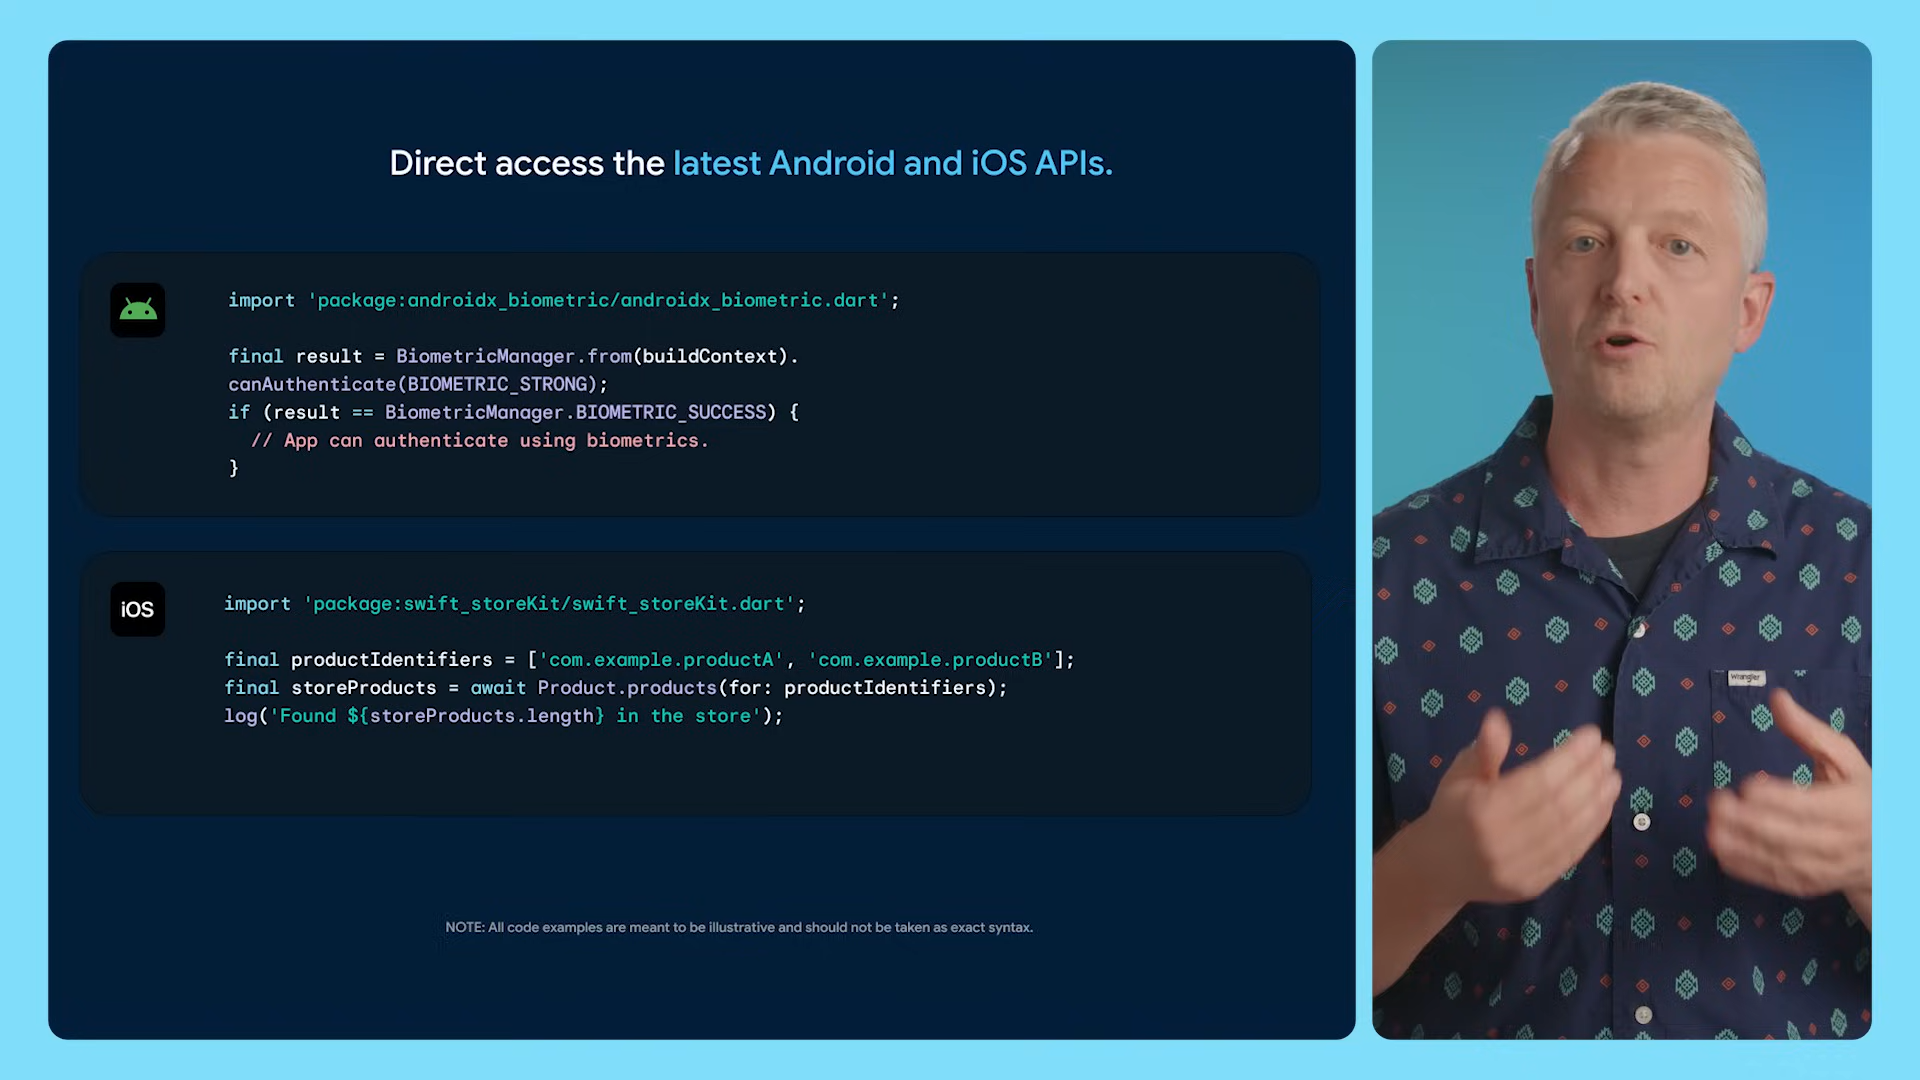 Direct access the latest Android and iOS APIs.
import 'package:androidx_biometric/androidx_biometric.dart';
final result = BiometricManager.from(buildContext).
canAuthenticate(BIOMETRIC_STRONG);
if (result == BiometricManager.BIOMETRIC_SUCCESS) {
// App can authenticate using biometrics.
}
iOS
import 'package:swift_storeKit/swift_storeKit.dart';
final productIdentifiers = ['com.example.productA', 'com.example.productB'];
final storeProducts = await Product.products(for: productIdentifiers);
log('Found ${storeProducts.length} in the store');
NOTE: All code examples are meant to be illustrative and should not be taken as exact syntax.
Wrangler